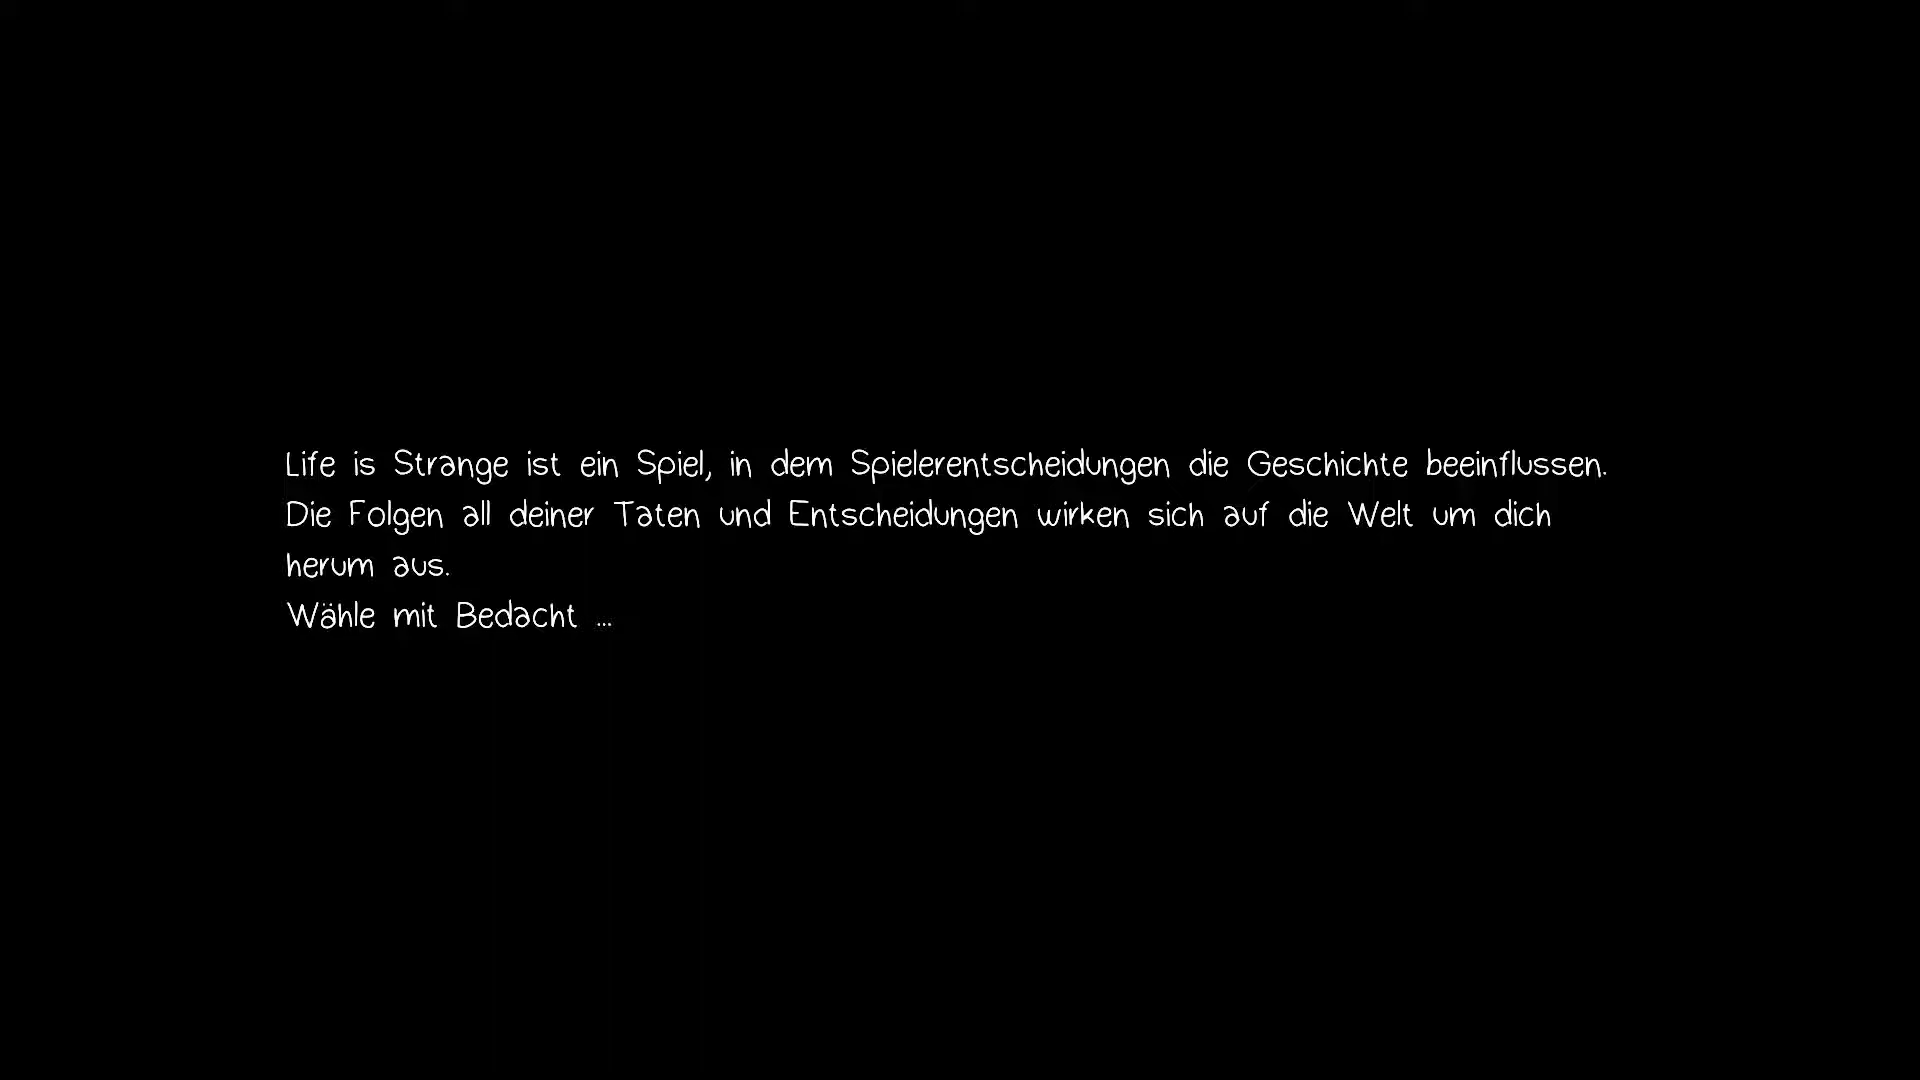 Life is Strange ist ein Spiel, in dem Spielerentscheidungen die Geschichte beeinflussen.
Die Folgen all deiner Taten und Entscheidungen wirken sich auf die Welt um dich
herum aus.
Wähle mit Bedacht ...